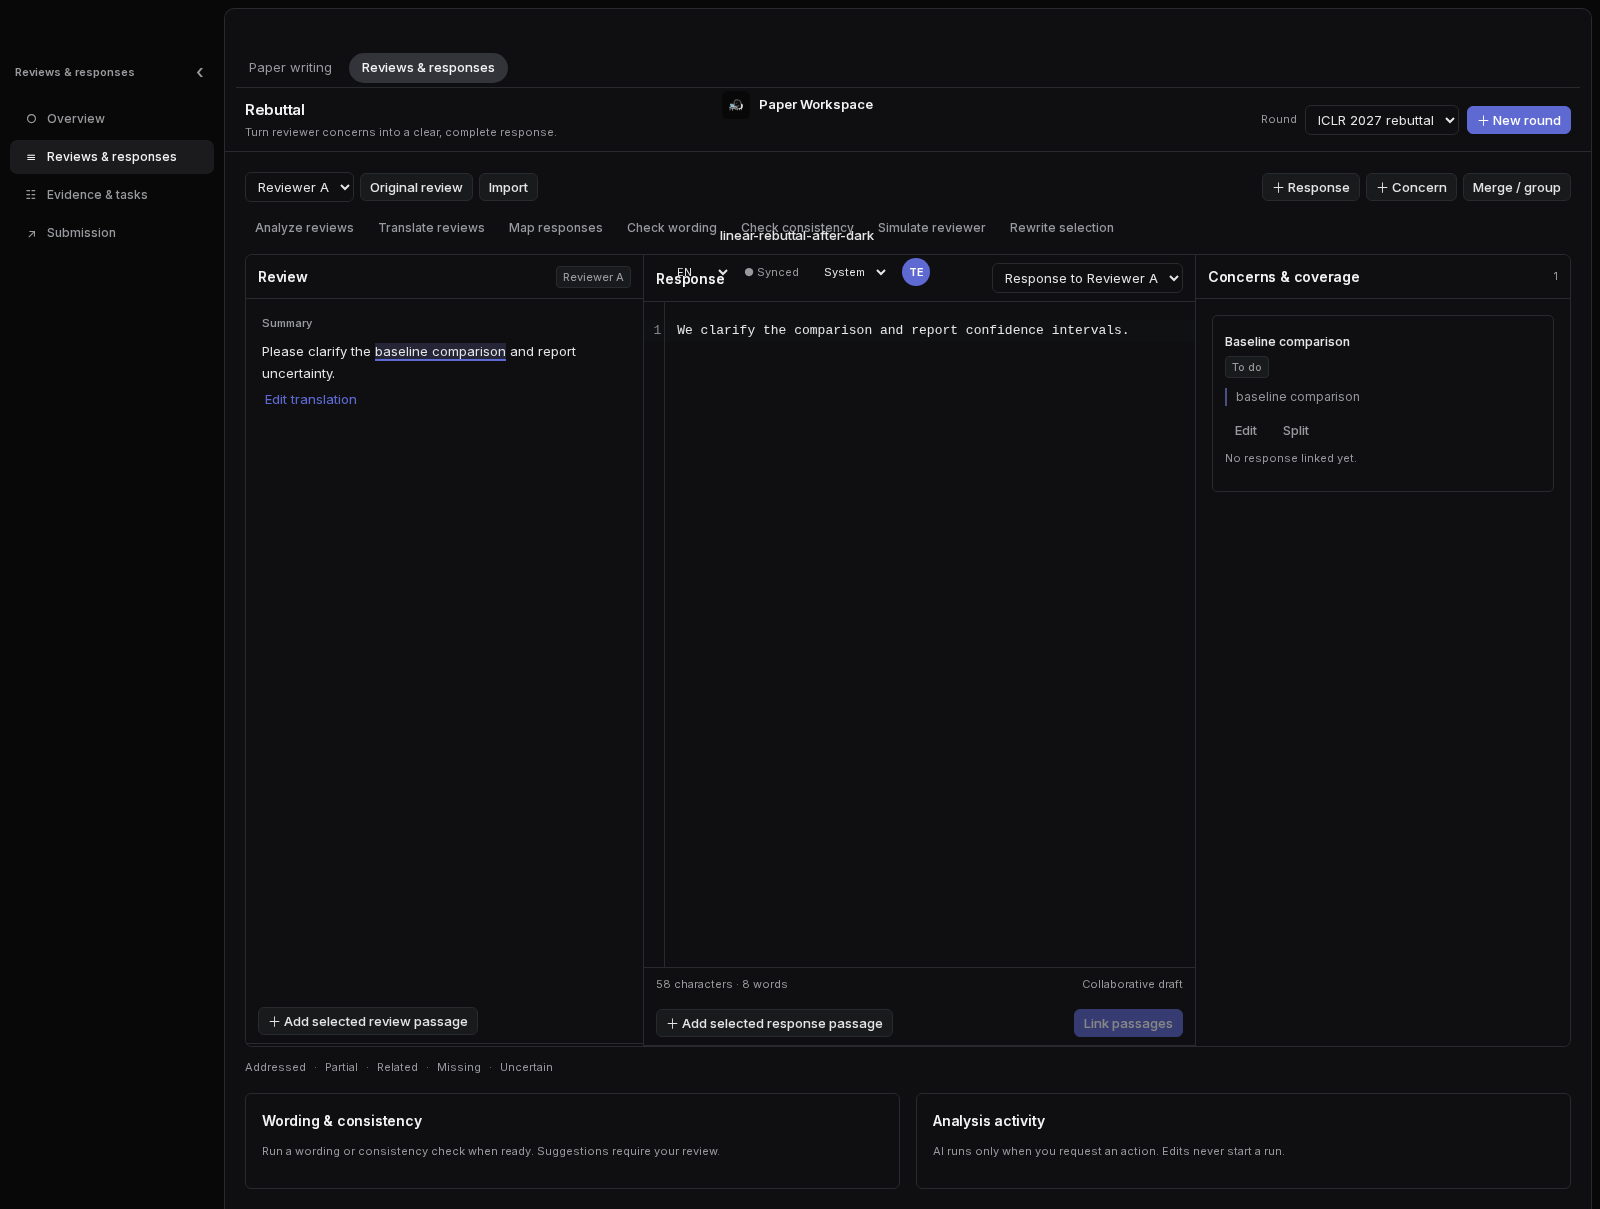 Reviews & responses
Overview
Reviews & responses
Evidence & tasks
Submission
Paper writing
Reviews & responses
Rebuttal
Turn reviewer concerns into a clear, complete response.
Paper Workspace
Round
ICLR 2027 rebuttal
+ New round
Reviewer A
Original review
Import
+ Response
+ Concern
Merge / group
Analyze reviews
Translate reviews
Map responses
Check wording
Check consistency
Simulate reviewer
Rewrite selection
linear-rebuttal-after-dark
EN
Synced
System
TE
Review
Reviewer A
Summary
Please clarify the baseline comparison and report
uncertainty.
Edit translation
+ Add selected review passage
Response
Response to Reviewer A
1
We clarify the comparison and report confidence intervals.
58 characters · 8 words
Collaborative draft
+ Add selected response passage
Link passages
Concerns & coverage
1
Baseline comparison
To do
baseline comparison
Edit
Split
No response linked yet.
Addressed · Partial · Related · Missing · Uncertain
Wording & consistency
Run a wording or consistency check when ready. Suggestions require your review.
Analysis activity
AI runs only when you request an action. Edits never start a run.